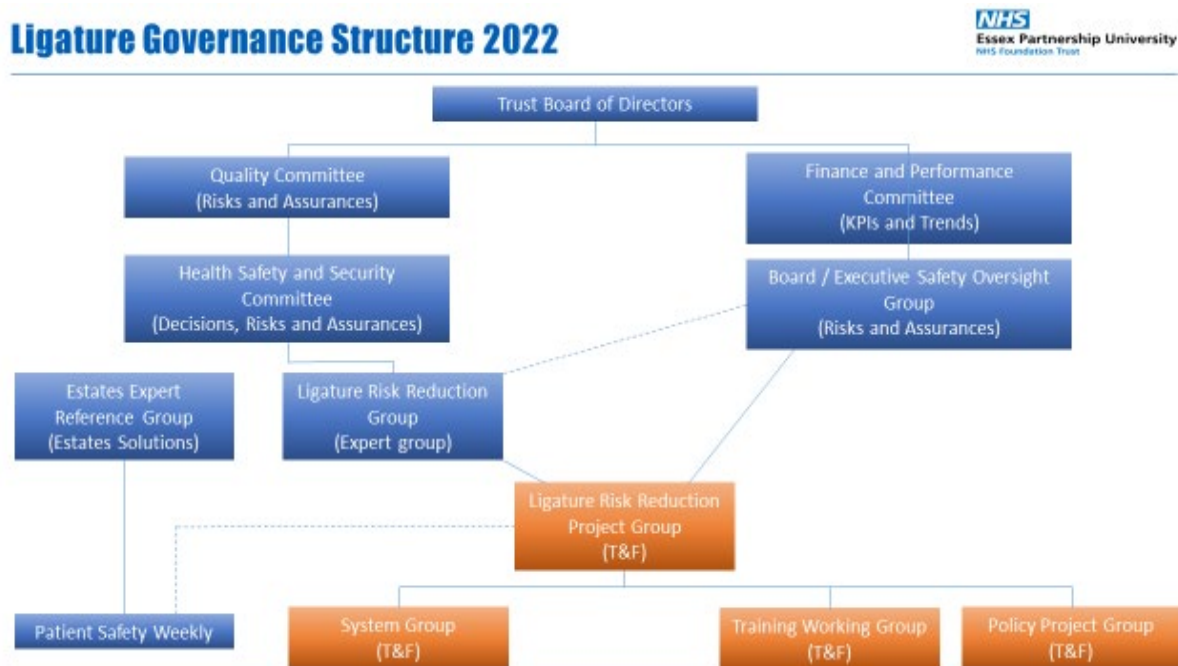 Ligature Governance Structure 2022
NHS
Essex Partnership University
NHS Foundation Trust
Trust Board of Directors
Quality Committee
(Risks and Assurances)
Finance and Performance
Committee
(KPIs and Trends)
Health Safety and Security
Committee
(Decisions, Risks and Assurances)
Board / Executive Safety Oversight
Group
(Risks and Assurances)
Estates Expert
Reference Group
(Estates Solutions)
Ligature Risk Reduction
Group
(Expert group)
Ligature Risk Reduction
Project Group
(T&F)
Patient Safety Weekly
System Group
(T&F)
Training Working Group
(T&F)
Policy Project Group
(T&F)